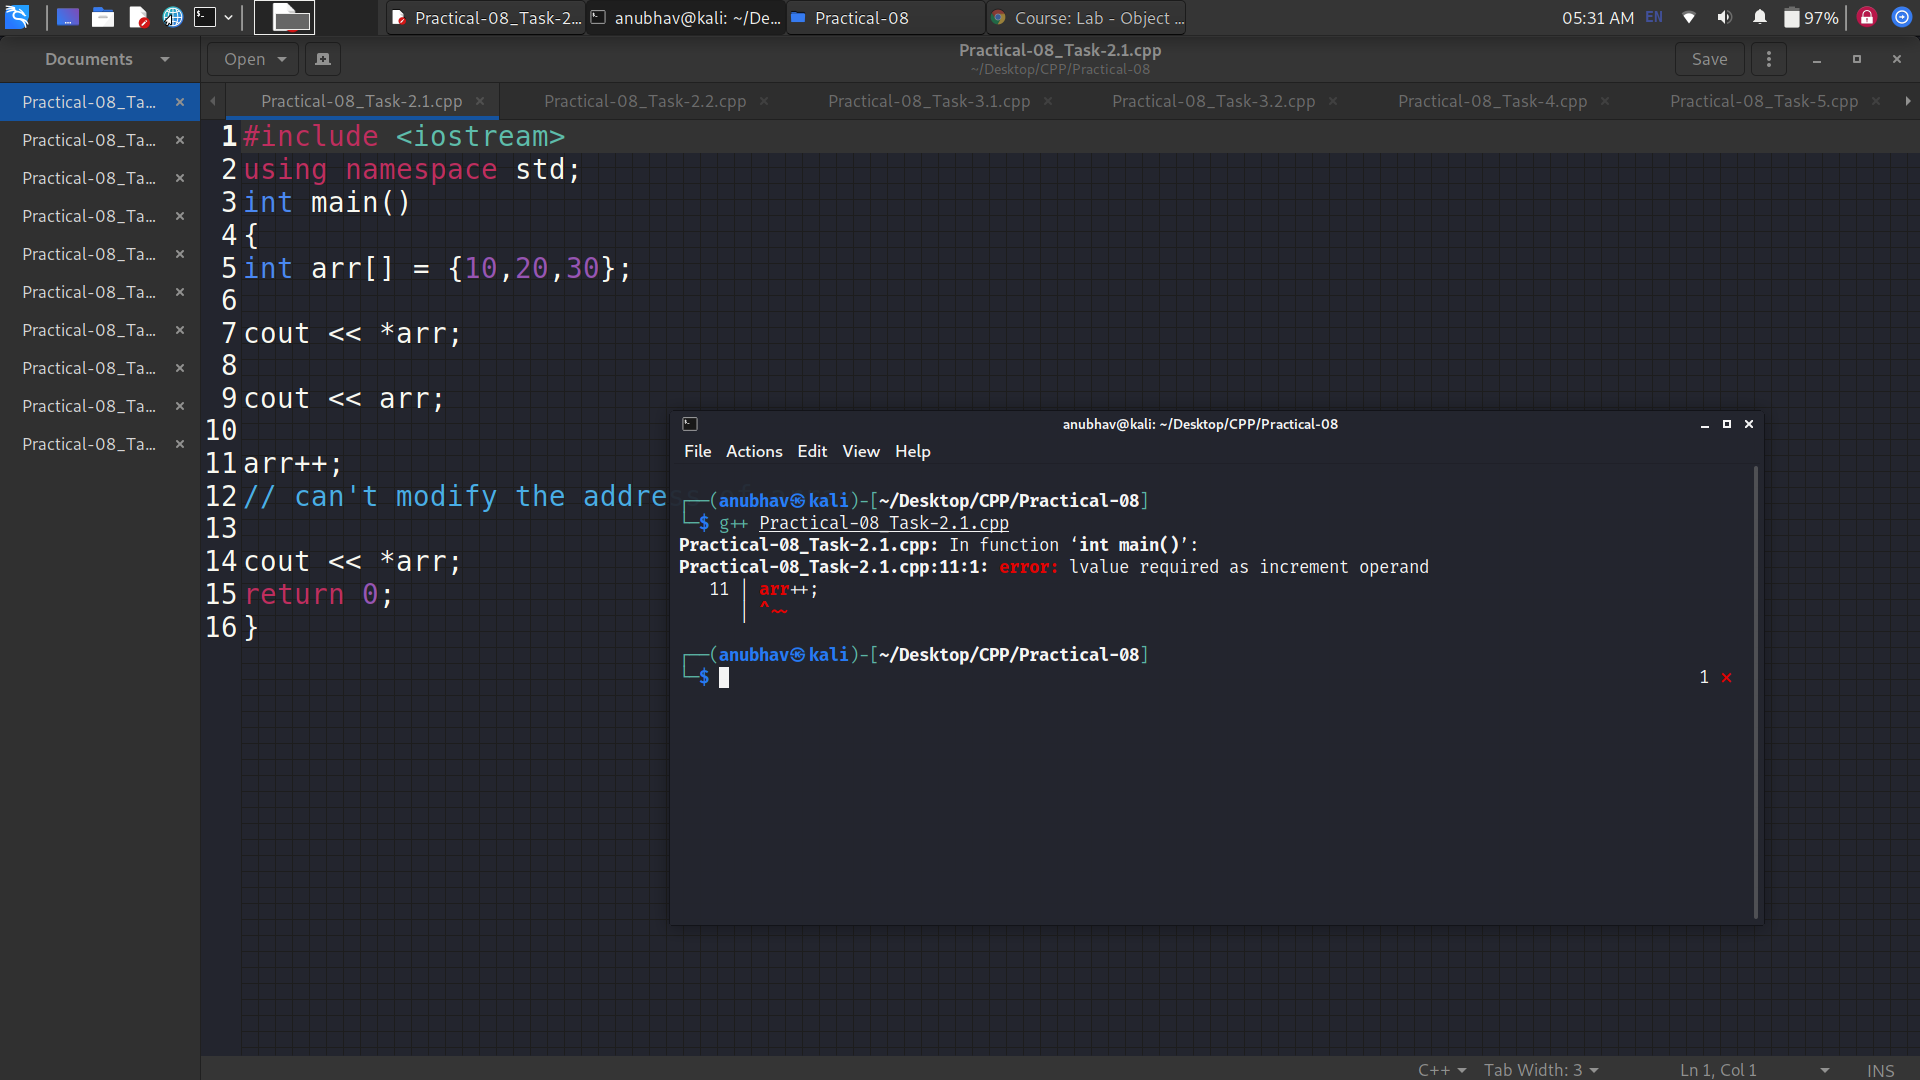 Practical-08_Task-2...
anubhav@kali: ~/De...
Practical-08
Course: Lab - Object ...
05:31 AM
EN
97%
Documents
Open
Practical-08_Task-2.1.cpp
~/Desktop/CPP/Practical-08
Save
Practical-08_Ta...
Practical-08_Ta...
Practical-08_Ta...
Practical-08_Ta...
Practical-08_Ta...
Practical-08_Ta...
Practical-08_Ta...
Practical-08_Ta...
Practical-08_Ta...
Practical-08_Ta...
Practical-08_Task-2.1.cpp
Practical-08_Task-2.2.cpp
Practical-08_Task-3.1.cpp
Practical-08_Task-3.2.cpp
Practical-08_Task-4.cpp
Practical-08_Task-5.cpp
1 #include <iostream>
2 using namespace std;
3 int main()
4 {
5 int arr[] = {10,20,30};
6
7 cout << *arr;
8
9 cout << arr;
10
11 arr++;
12 // can't modify the addres
13
14 cout << *arr;
15 return 0;
16 }
anubhav@kali: ~/Desktop/CPP/Practical-08
File Actions Edit View Help
┌──(anubhav㉿kali)-[~/Desktop/CPP/Practical-08]
└─$ g++ Practical-08_Task-2.1.cpp
Practical-08_Task-2.1.cpp: In function ‘int main()’:
Practical-08_Task-2.1.cpp:11:1: error: lvalue required as increment operand
11 | arr++;
| ^~~
┌──(anubhav㉿kali)-[~/Desktop/CPP/Practical-08]
└─$
1 ⨯
C++
Tab Width: 3
Ln 1, Col 1
INS